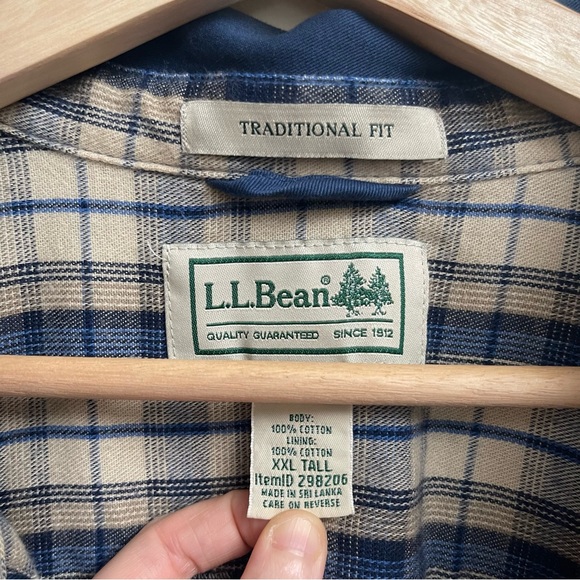 TRADITIONAL FIT
L.L.Bean®
QUALITY GUARANTEED SINCE 1912
BODY:
100% COTTON
LINING:
100% COTTON
XXL TALL
ItemID 298206
MADE IN SRI LANKA
CARE ON REVERSE